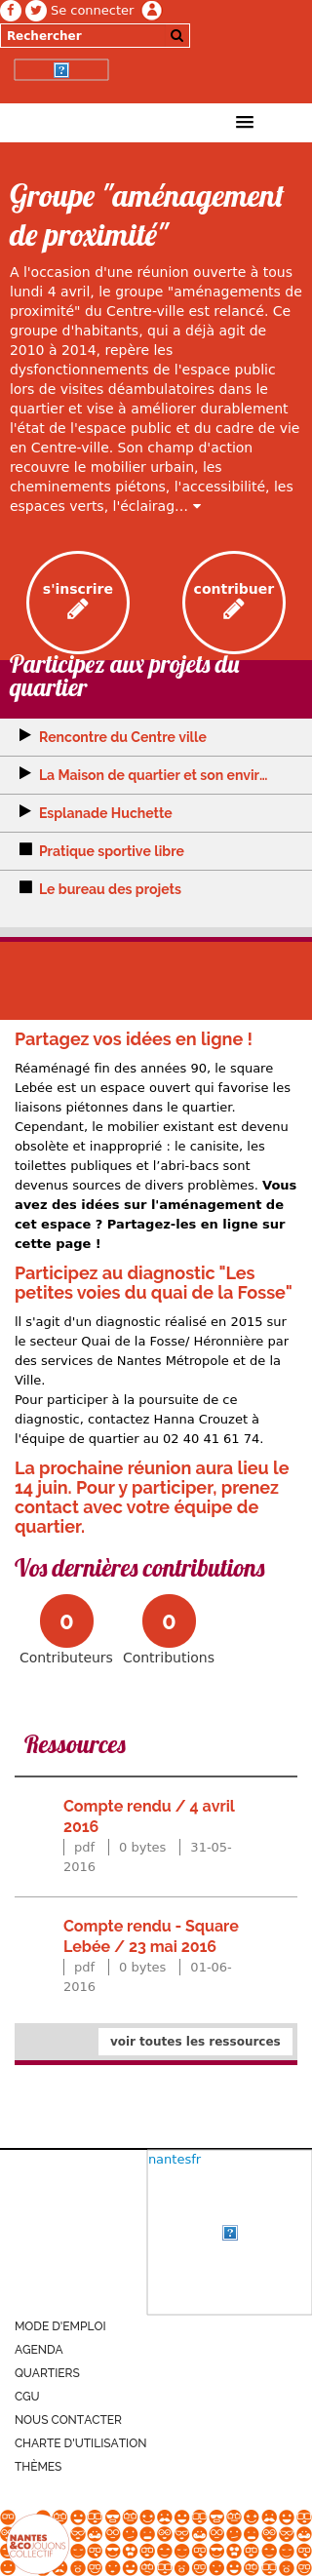 Se connecter
Rechercher
Groupe "aménagement
de proximité"
A l'occasion d'une réunion ouverte à tous
lundi 4 avril, le groupe "aménagements de
proximité" du Centre-ville est relancé. Ce
groupe d'habitants, qui a déjà agit de
2010 à 2014, repère les
dysfonctionnements de l'espace public
lors de visites déambulatoires dans le
quartier et vise à améliorer durablement
l'état de l'espace public et du cadre de vie
en Centre-ville. Son champ d'action
recouvre le mobilier urbain, les
cheminements piétons, l'accessibilité, les
espaces verts, l'éclairag...
s'inscrire contribuer
Participez aux projets du
quartier
Rencontre du Centre ville
La Maison de quartier et son envir...
Esplanade Huchette
Pratique sportive libre
Le bureau des projets
Partagez vos idées en ligne !
Réaménagé fin des années 90, le square
Lebée est un espace ouvert qui favorise les
liaisons piétonnes dans le quartier.
Cependant, le mobilier existant est devenu
obsolète et inapproprié : le canisite, les
toilettes publiques et l’abri-bacs sont
devenus sources de divers problèmes. Vous
avez des idées sur l'aménagement de
cet espace ? Partagez-les en ligne sur
cette page !
Participez au diagnostic "Les
petites voies du quai de la Fosse"
ll s'agit d'un diagnostic réalisé en 2015 sur
le secteur Quai de la Fosse/ Héronnière par
des services de Nantes Métropole et de la
Ville.
Pour participer à la poursuite de ce
diagnostic, contactez Hanna Crouzet à
l'équipe de quartier au 02 40 41 61 74.
La prochaine réunion aura lieu le
14 juin. Pour y participer, prenez
contact avec votre équipe de
quartier.
Vos dernières contributions
0 0
Contributeurs Contributions
Ressources
Compte rendu / 4 avril
2016
pdf 0 bytes 31-05-
2016
Compte rendu - Square
Lebée / 23 mai 2016
pdf 0 bytes 01-06-
2016
voir toutes les ressources
nantesfr
MODE D'EMPLOI
AGENDA
QUARTIERS
CGU
NOUS CONTACTER
CHARTE D'UTILISATION
THÈMES
NANTES
&CO JOUONS
COLLECTIF